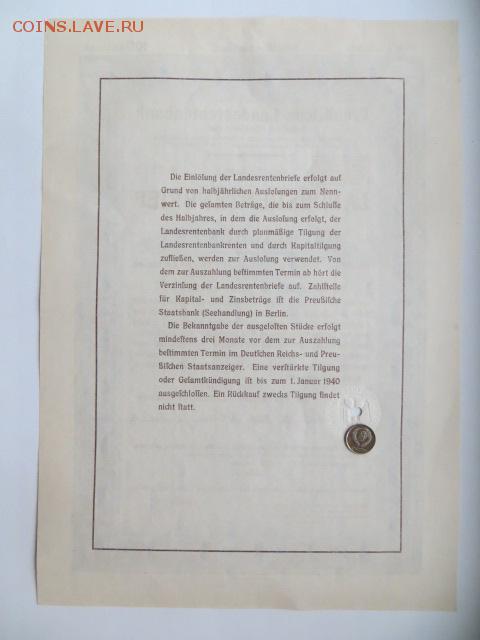 COINS.LAVE.RU
Die Einlöſung der Landesrentenbriefe erfolgt auf
Grund von halbjährlichen Ausloſungen zum Nenn-
wert. Die geſamten Beträge, die bis zum Schluſſe
des Halbjahres, in dem die Ausloſung erfolgt, der
Landesrentenbank durch planmäßige Tilgung der
Landesrentenbankrenten und durch Kapitaltilgung
zufließen, werden zur Ausloſung verwendet. Von
dem zur Auszahlung beſtimmten Termin ab hört die
Verzinſung der Landesrentenbriefe auf. Zahlſtelle
für Kapital- und Zinsbeträge iſt die Preußiſche
Staatsbank (Seehandlung) in Berlin.
Die Bekanntgabe der ausgeloſten Stücke erfolgt
mindeſtens drei Monate vor dem zur Auszahlung
beſtimmten Termin im Deutſchen Reichs- und Preu-
ßiſchen Staatsanzeiger. Eine verſtärkte Tilgung
oder Geſamtkündigung iſt bis zum 1. Januar 1940
ausgeſchloſſen. Ein Rückkauf zwecks Tilgung findet
nicht ſtatt.